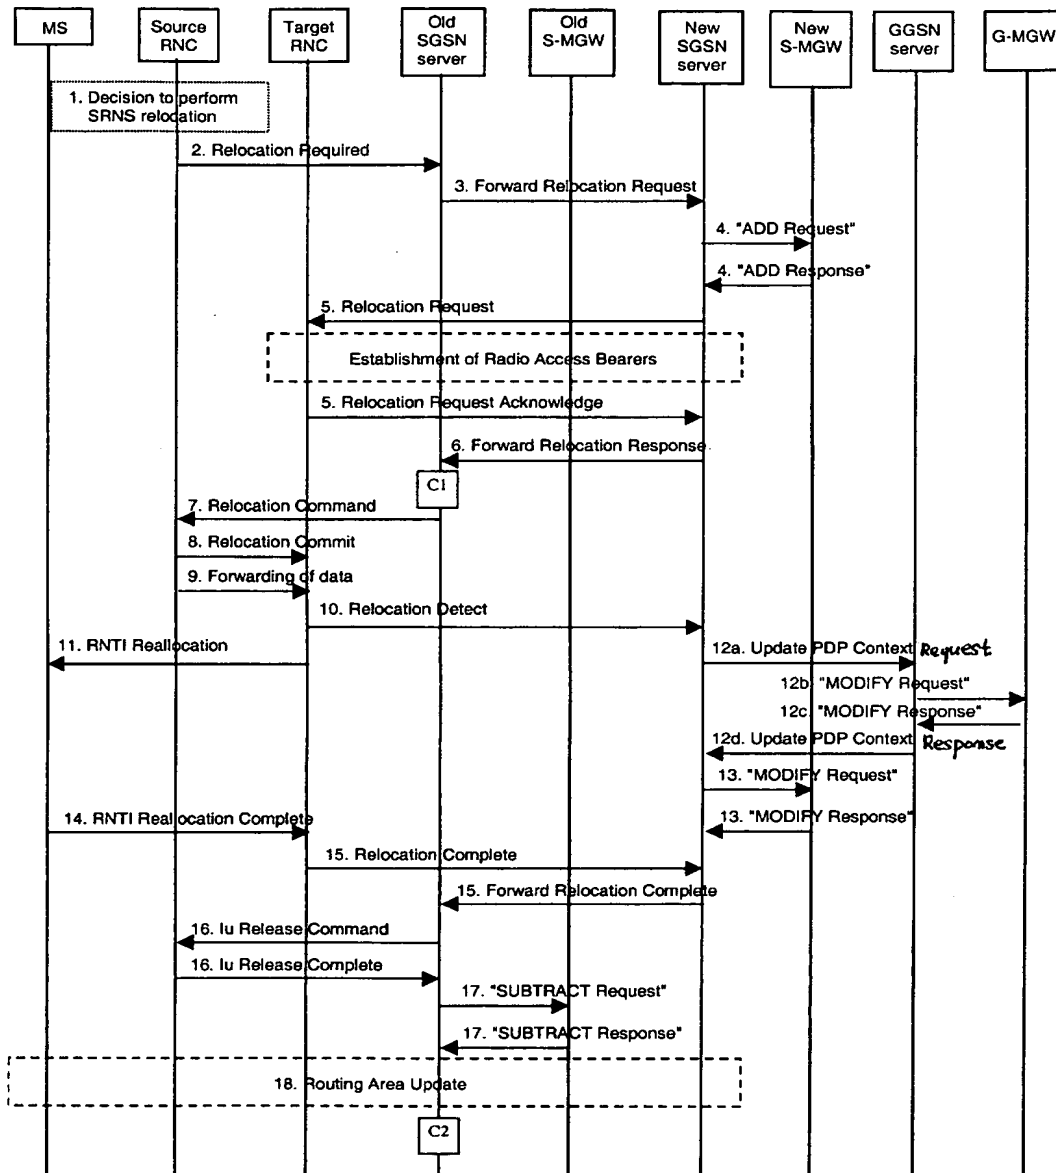 MS
Source
RNC
Target
RNC
Old
SGSN
server
Old
S-MGW
New
SGSN
server
New
S-MGW
GGSN
server
G-MGW
1. Decision to perform
SRNS relocation
2. Relocation Required
3. Forward Relocation Request
4. "ADD Request"
4. "ADD Response"
5. Relocation Request
Establishment of Radio Access Bearers
5. Relocation Request Acknowledge
6. Forward Relocation Response
C1
7. Relocation Command
8. Relocation Commit
9. Forwarding of data
10. Relocation Detect
11. RNTI Reallocation
12a. Update PDP Context Request
12b. "MODIFY Request"
12c. "MODIFY Response"
12d. Update PDP Context Response
13. "MODIFY Request"
14. RNTI Reallocation Complete
13. "MODIFY Response"
15. Relocation Complete
15. Forward Relocation Complete
16. Iu Release Command
16. Iu Release Complete
17. "SUBTRACT Request"
17. "SUBTRACT Response"
18. Routing Area Update
C2